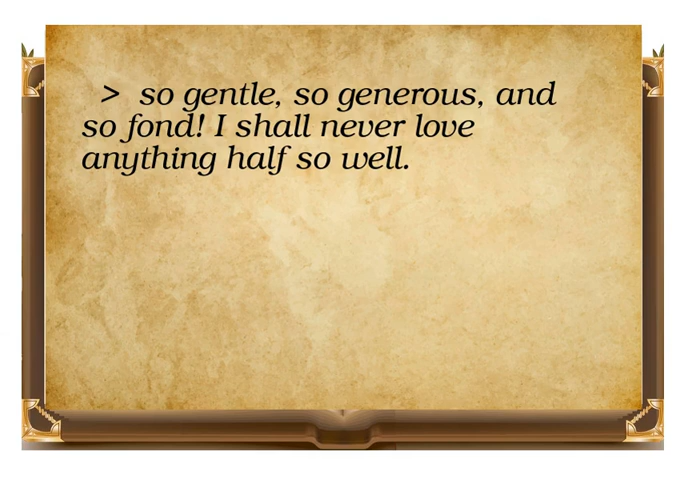 > so gentle, so generous, and
so fond! I shall never love
anything half so well.